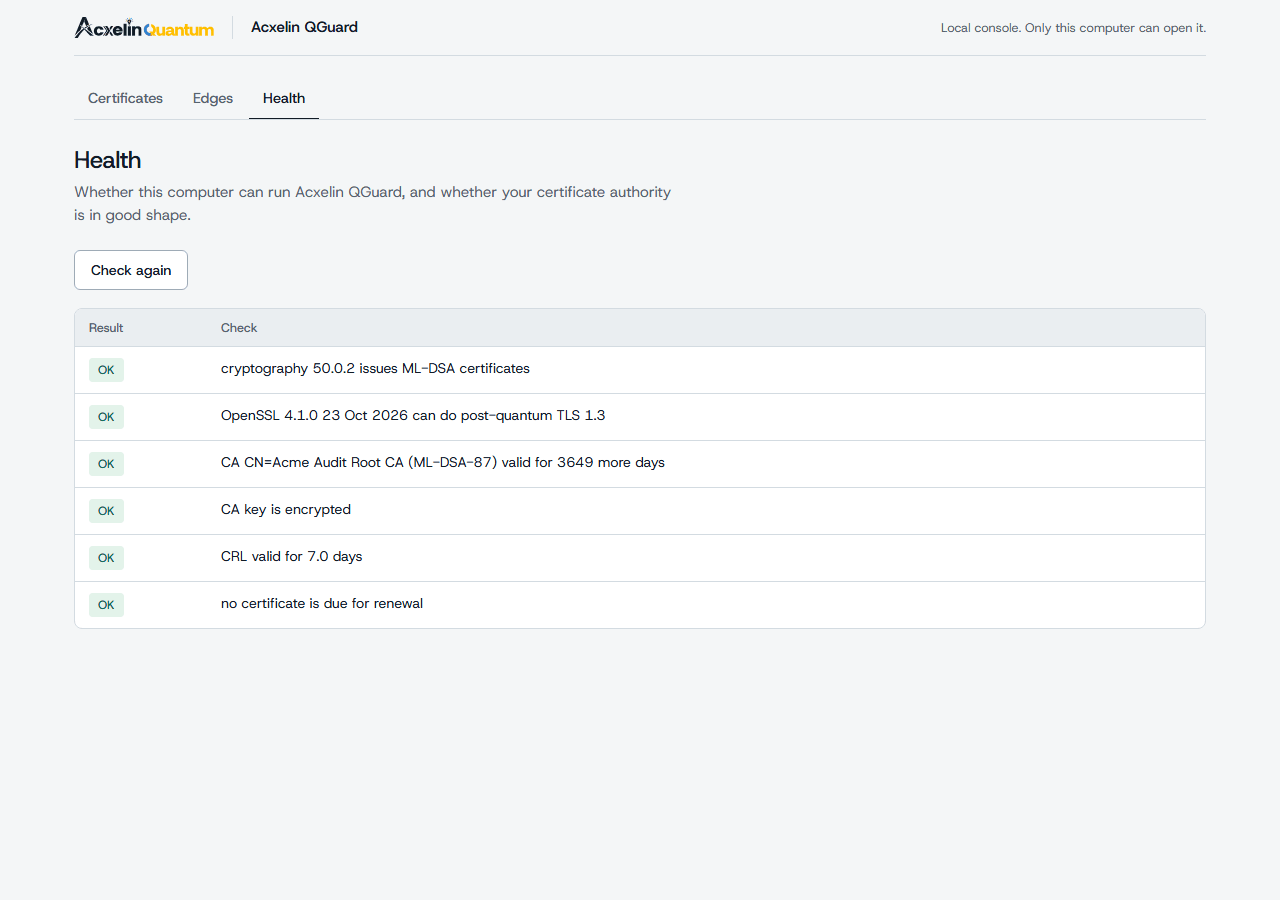 Acxelin Quantum
Acxelin QGuard
Local console. Only this computer can open it.
Certificates
Edges
Health
Health
Whether this computer can run Acxelin QGuard, and whether your certificate authority
is in good shape.
Check again
Result
Check
OK
cryptography 50.0.2 issues ML-DSA certificates
OK
OpenSSL 4.1.0 23 Oct 2026 can do post-quantum TLS 1.3
OK
CA CN=Acme Audit Root CA (ML-DSA-87) valid for 3649 more days
OK
CA key is encrypted
OK
CRL valid for 7.0 days
OK
no certificate is due for renewal